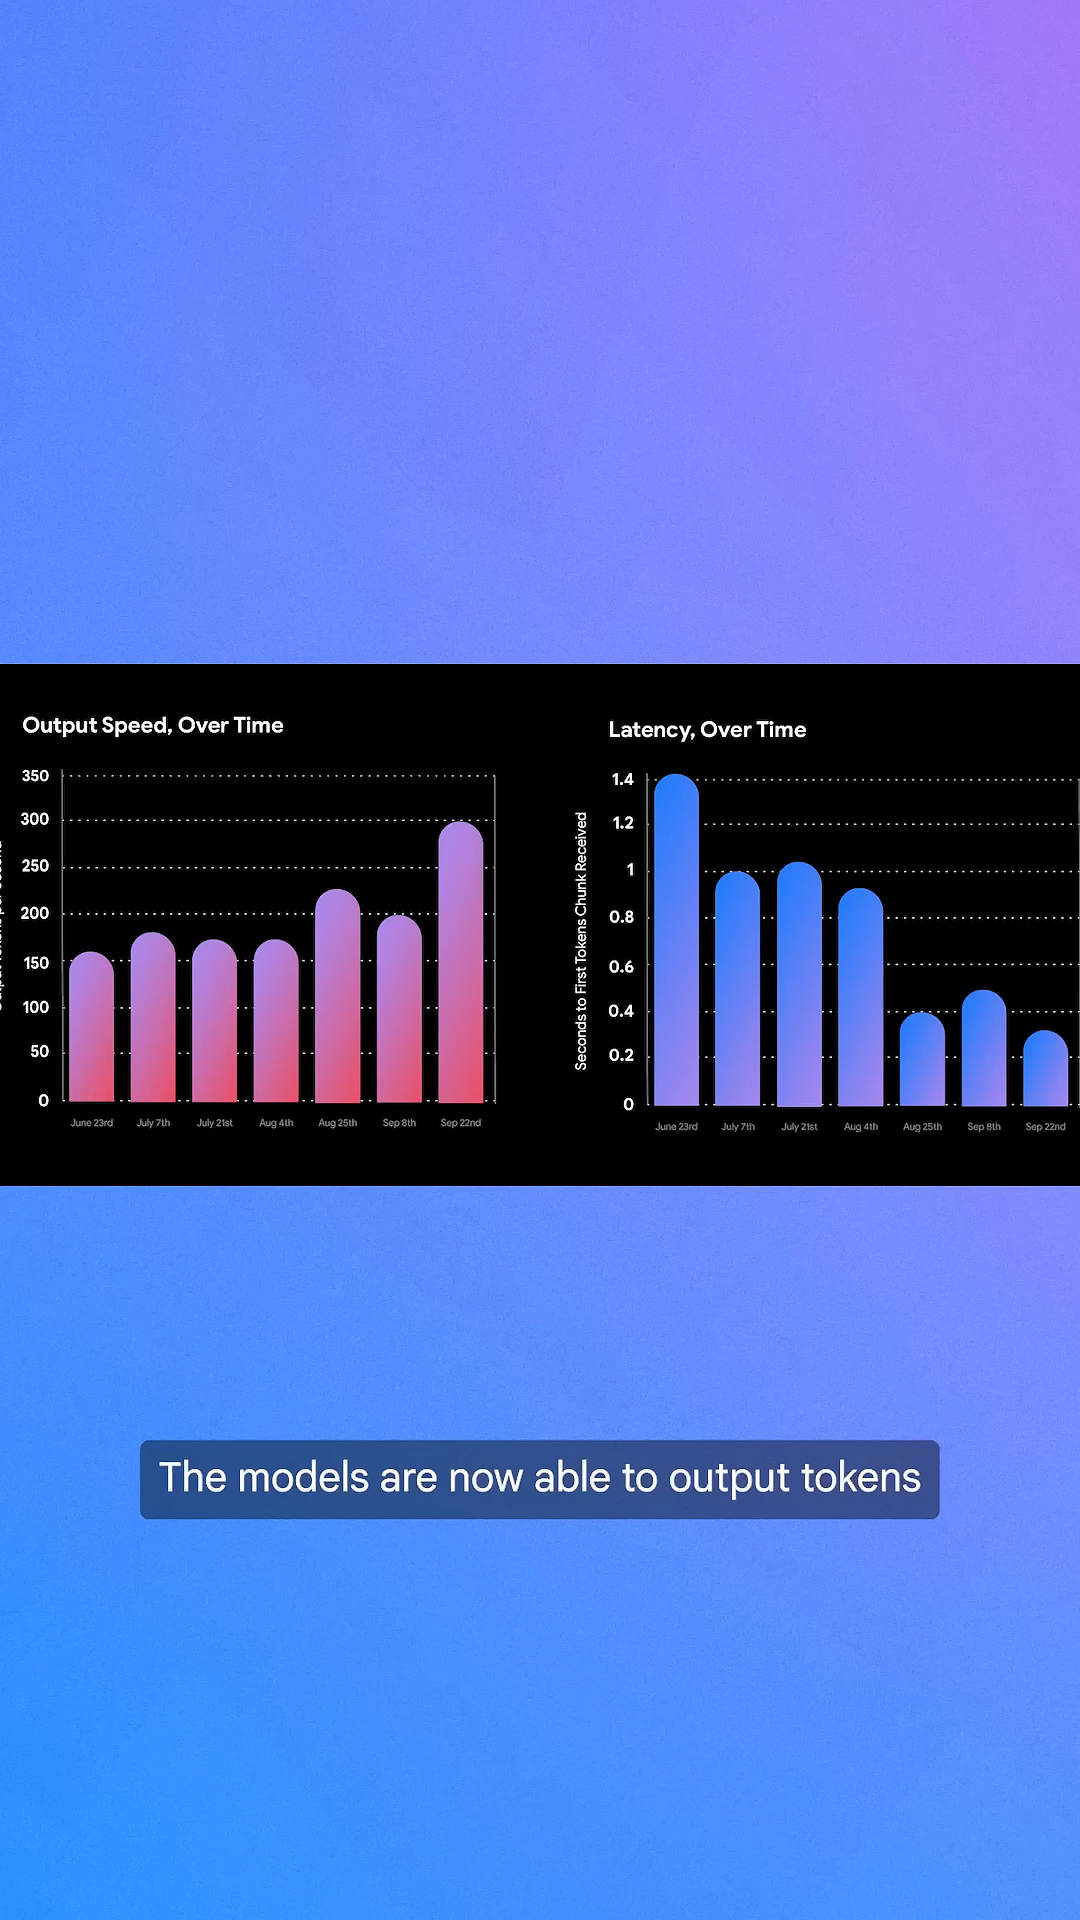 Output Speed, Over Time
350
300
250
200
150
100
50
0
June 23rd July 7th July 21st Aug 4th Aug 25th Sep 8th Sep 22nd
Latency, Over Time
Seconds to First Tokens Chunk Received
1.4
1.2
1
0.8
0.6
0.4
0.2
0
June 23rd July 7th July 21st Aug 4th Aug 25th Sep 8th Sep 22nd
The models are now able to output tokens